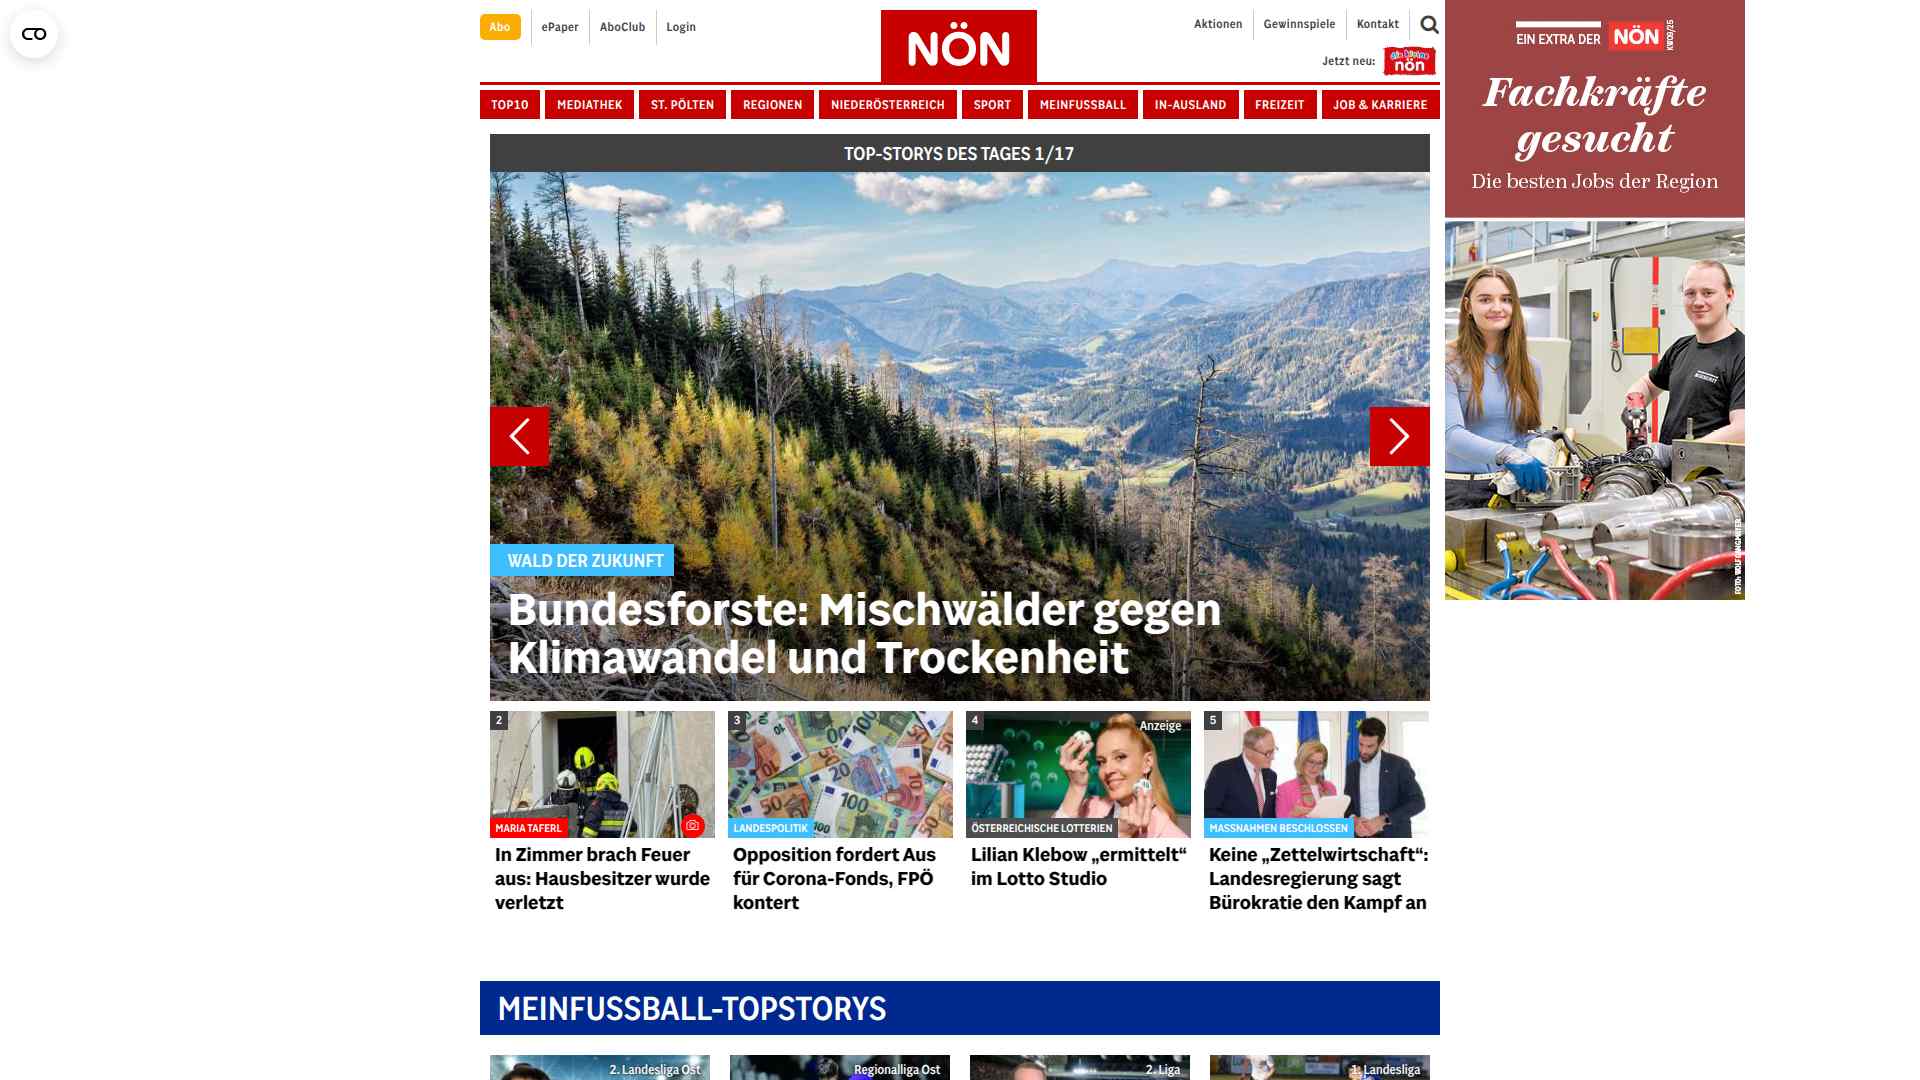 Abo
ePaper
AboClub
Login
NÖN
Aktionen
Gewinnspiele
Kontakt
Jetzt neu:
die kleine
nön
TOP10
MEDIATHEK
ST. PÖLTEN
REGIONEN
NIEDERÖSTERREICH
SPORT
MEINFUSSBALL
IN-AUSLAND
FREIZEIT
JOB & KARRIERE
EIN EXTRA DER
NÖN
KW09/25
Fachkräfte
gesucht
Die besten Jobs der Region
TOP-STORYS DES TAGES 1/17
WALD DER ZUKUNFT
Bundesforste: Mischwälder gegen
Klimawandel und Trockenheit
2
MARIA TAFERL
In Zimmer brach Feuer
aus: Hausbesitzer wurde
verletzt
3
LANDESPOLITIK
Opposition fordert Aus
für Corona-Fonds, FPÖ
kontert
4
Anzeige
ÖSTERREICHISCHE LOTTERIEN
Lilian Klebow „ermittelt“
im Lotto Studio
5
MASSNAHMEN BESCHLOSSEN
Keine „Zettelwirtschaft“:
Landesregierung sagt
Bürokratie den Kampf an
MEINFUSSBALL-TOPSTORYS
2. Landesliga Ost
Regionalliga Ost
2. Liga
1. Landesliga